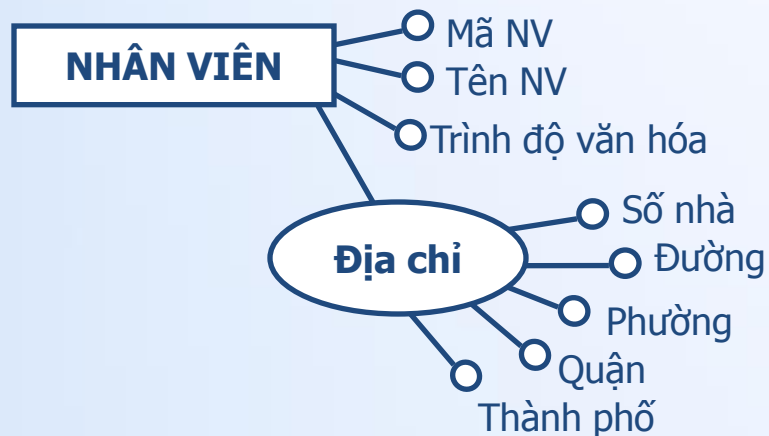 NHÂN VIÊN
Mã NV
Tên NV
Trình độ văn hóa
Địa chỉ
Số nhà
Đường
Phường
Quận
Thành phố